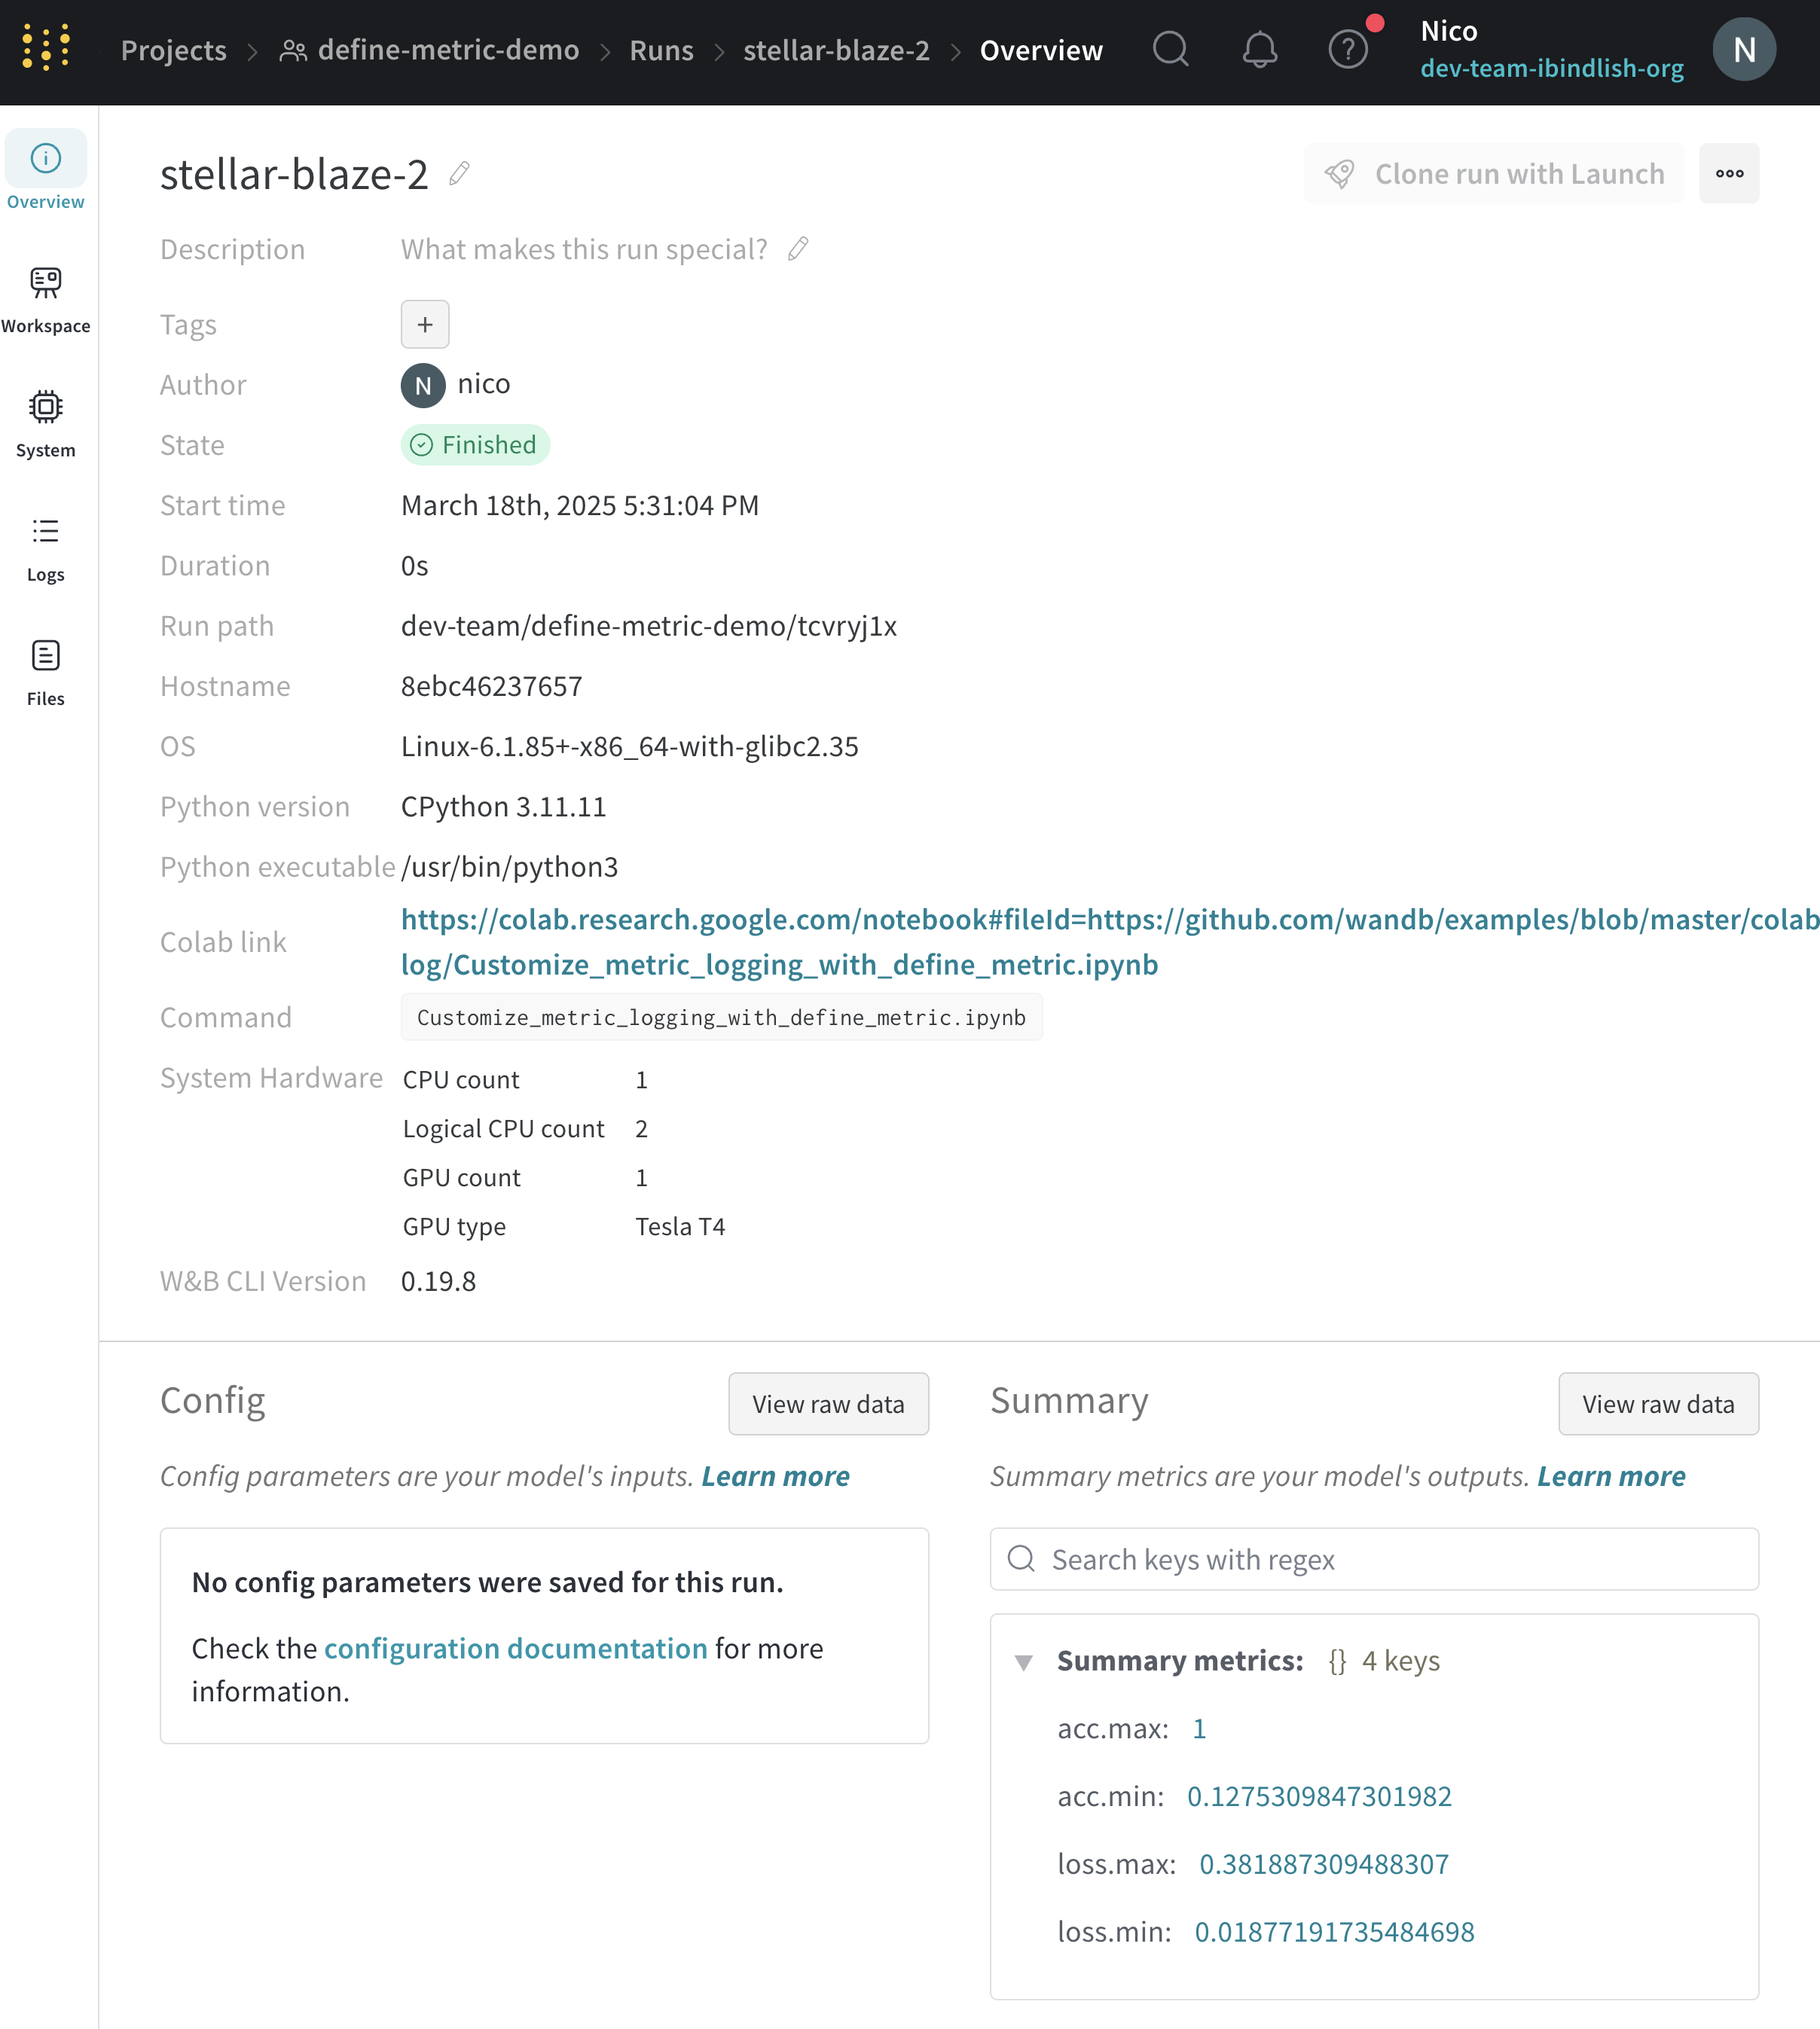 Projects > define-metric-demo > Runs > stellar-blaze-2 > Overview
?
Nico
dev-team-ibindlish-org
N
Overview
Workspace
System
Logs
Files
stellar-blaze-2
Clone run with Launch
Description What makes this run special?
Tags +
Author N nico
State Finished
Start time March 18th, 2025 5:31:04 PM
Duration 0s
Run path dev-team/define-metric-demo/tcvryj1x
Hostname 8ebc46237657
OS Linux-6.1.85+-x86_64-with-glibc2.35
Python version CPython 3.11.11
Python executable /usr/bin/python3
Colab link https://colab.research.google.com/notebook#fileId=https://github.com/wandb/examples/blob/master/colab
log/Customize_metric_logging_with_define_metric.ipynb
Command Customize_metric_logging_with_define_metric.ipynb
System Hardware CPU count 1
Logical CPU count 2
GPU count 1
GPU type Tesla T4
W&B CLI Version 0.19.8
Config View raw data
Config parameters are your model's inputs. Learn more
No config parameters were saved for this run.
Check the configuration documentation for more
information.
Summary View raw data
Summary metrics are your model's outputs. Learn more
Search keys with regex
Summary metrics: {} 4 keys
acc.max: 1
acc.min: 0.1275309847301982
loss.max: 0.381887309488307
loss.min: 0.01877191735484698